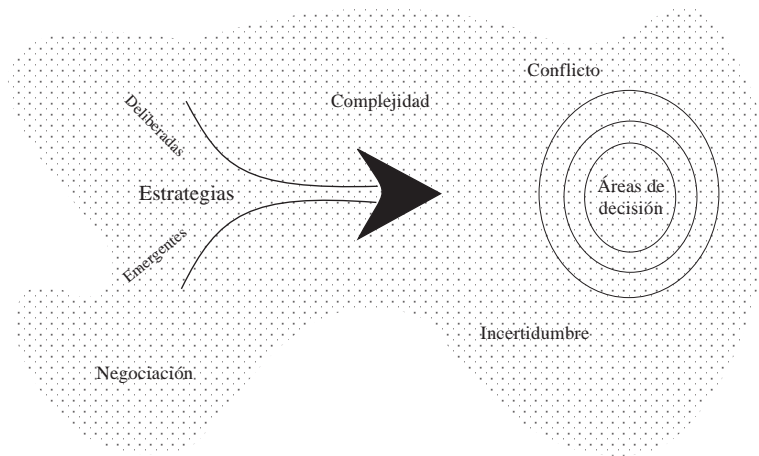 Conflicto
Complejidad
Deliberadas
Estrategias
Áreas de
decisión
Emergentes
Incertidumbre
Negociación